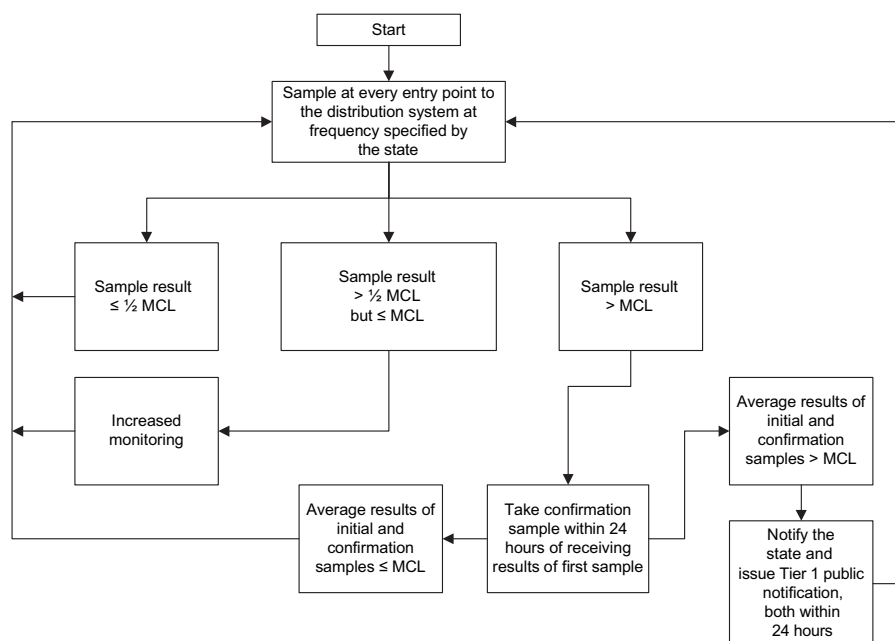 Start
Sample at every entry point to
the distribution system at
frequency specified by
the state
Sample result
≤ ½ MCL
Sample result
> ½ MCL
but ≤ MCL
Sample result
> MCL
Increased
monitoring
Average results of
initial and
confirmation
samples > MCL
Average results of
initial and
confirmation
samples ≤ MCL
Take confirmation
sample within 24
hours of receiving
results of first sample
Notify the
state and
issue Tier 1 public
notification,
both within
24 hours